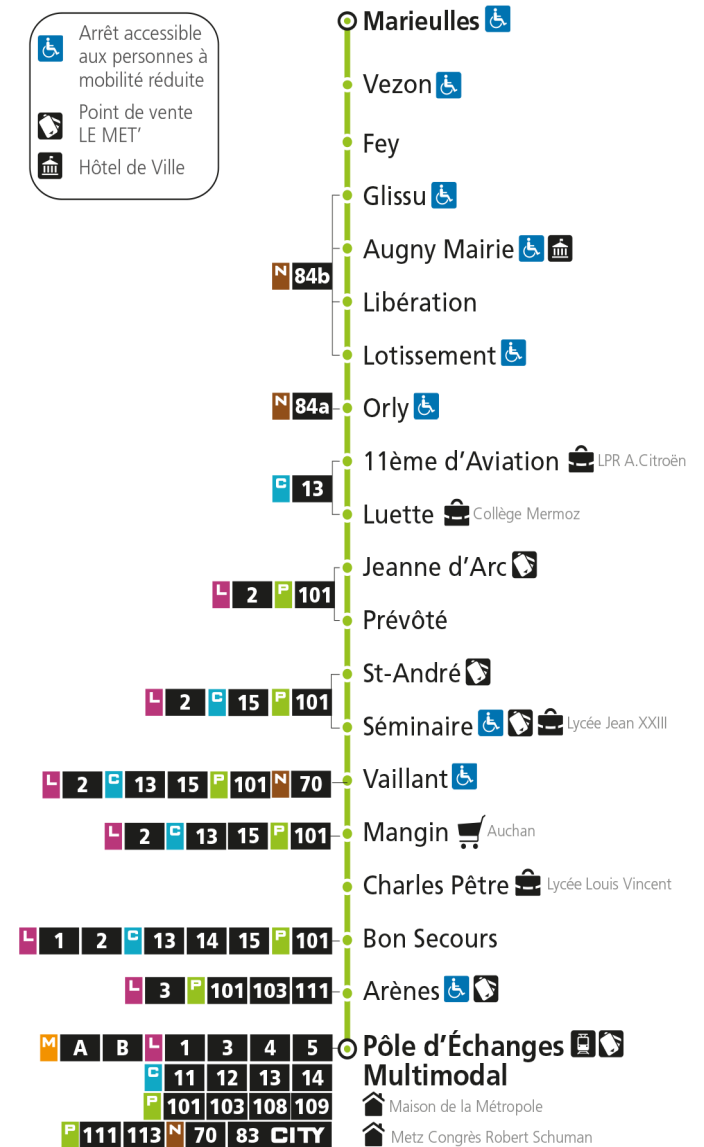 Arrêt accessible
aux personnes à
mobilité réduite
Point de vente
LE MET'
Hôtel de Ville
Marieulles
Vezon
Fey
Glissu
Augny Mairie
N 84b
Libération
Lotissement
N 84a Orly
11ème d'Aviation LPR A.Citroën
C 13
Luette Collège Mermoz
Jeanne d'Arc
L 2 P 101
Prévôté
St-André
L 2 C 15 P 101
Séminaire Lycée Jean XXIII
L 2 C 13 15 P 101 N 70 Vaillant
L 2 C 13 15 P 101 Mangin Auchan
Charles Pêtre Lycée Louis Vincent
L 1 2 C 13 14 15 P 101 Bon Secours
L 3 P 101 103 111 Arènes
M A B L 1 3 4 5 Pôle d'Échanges
C 11 12 13 14 Multimodal
P 101 103 108 109 Maison de la Métropole
P 111 113 N 70 83 CITY Metz Congrès Robert Schuman